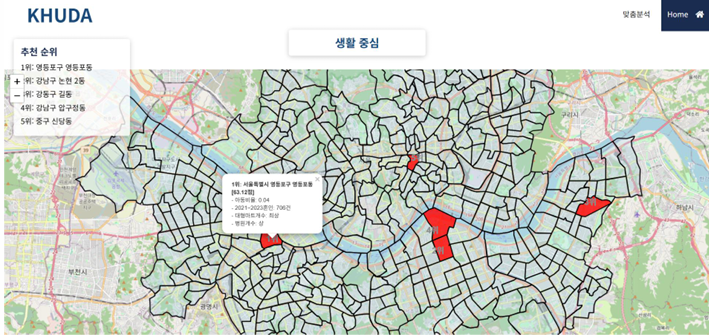 KHUDA
맞춤분석
Home
생활 중심
추천 순위
1위: 영등포구 영등포동
위: 강남구 논현 2동
위: 강동구 길동
4위: 강남구 압구정동
5위: 중구 신당동
+
−
1위: 서울특별시 영등포구 영등포동
[63.12점]
- 아동비율: 0.04
- 2021~2023혼인: 706건
- 대형마트개수: 최상
- 병원개수: 상
×
구리시
하남시
부천시
광명시
4위